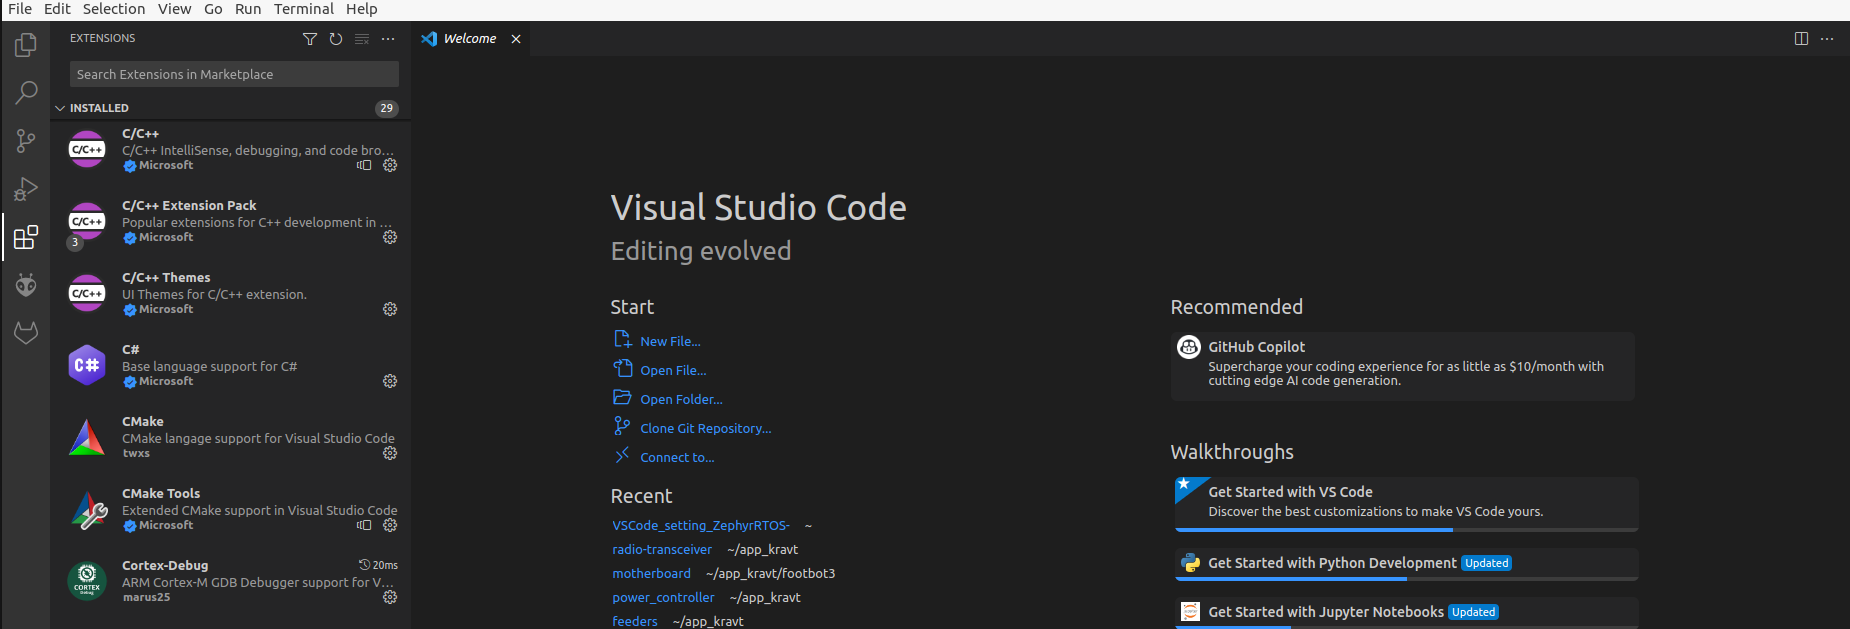 File Edit Selection View Go Run Terminal Help
EXTENSIONS
Search Extensions in Marketplace
INSTALLED 29
C/C++
C/C++
C/C++ IntelliSense, debugging, and code bro...
Microsoft
C/C++
C/C++ Extension Pack
Popular extensions for C++ development in ...
3
Microsoft
C/C++
C/C++ Themes
UI Themes for C/C++ extension.
Microsoft
C#
C#
Base language support for C#
Microsoft
CMake
CMake langage support for Visual Studio Code
twxs
CMake Tools
Extended CMake support in Visual Studio Code
Microsoft
CORTEX
Debug
Cortex-Debug 20ms
ARM Cortex-M GDB Debugger support for V...
marus25
Welcome
Visual Studio Code
Editing evolved
Start
New File...
Open File...
Open Folder...
Clone Git Repository...
Connect to...
Recent
VSCode_setting_ZephyrRTOS- ~
radio-transceiver ~/app_kravt
motherboard ~/app_kravt/footbot3
power_controller ~/app_kravt
feeders ~/app_kravt
Recommended
GitHub Copilot
Supercharge your coding experience for as little as $10/month with
cutting edge AI code generation.
Walkthroughs
Get Started with VS Code
Discover the best customizations to make VS Code yours.
Get Started with Python Development Updated
Get Started with Jupyter Notebooks Updated